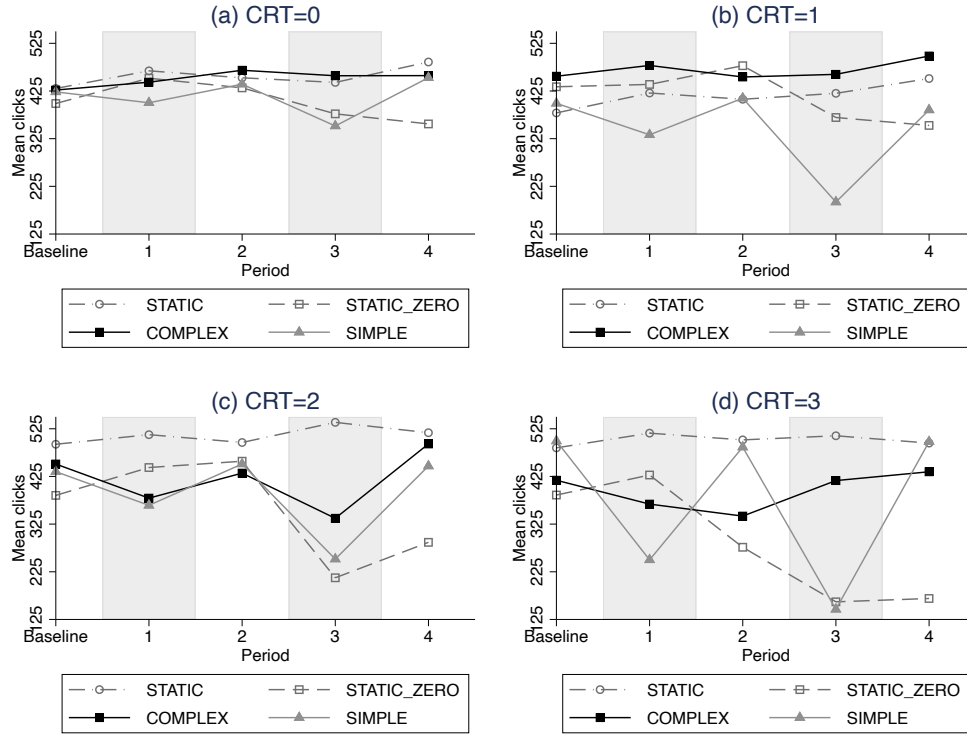 (a) CRT=0
Mean clicks
525
425
325
225
125
Baseline 1 2 3 4
Period
STATIC STATIC_ZERO
COMPLEX SIMPLE
(b) CRT=1
Mean clicks
525
425
325
225
125
Baseline 1 2 3 4
Period
STATIC STATIC_ZERO
COMPLEX SIMPLE
(c) CRT=2
Mean clicks
525
425
325
225
125
Baseline 1 2 3 4
Period
STATIC STATIC_ZERO
COMPLEX SIMPLE
(d) CRT=3
Mean clicks
525
425
325
225
125
Baseline 1 2 3 4
Period
STATIC STATIC_ZERO
COMPLEX SIMPLE